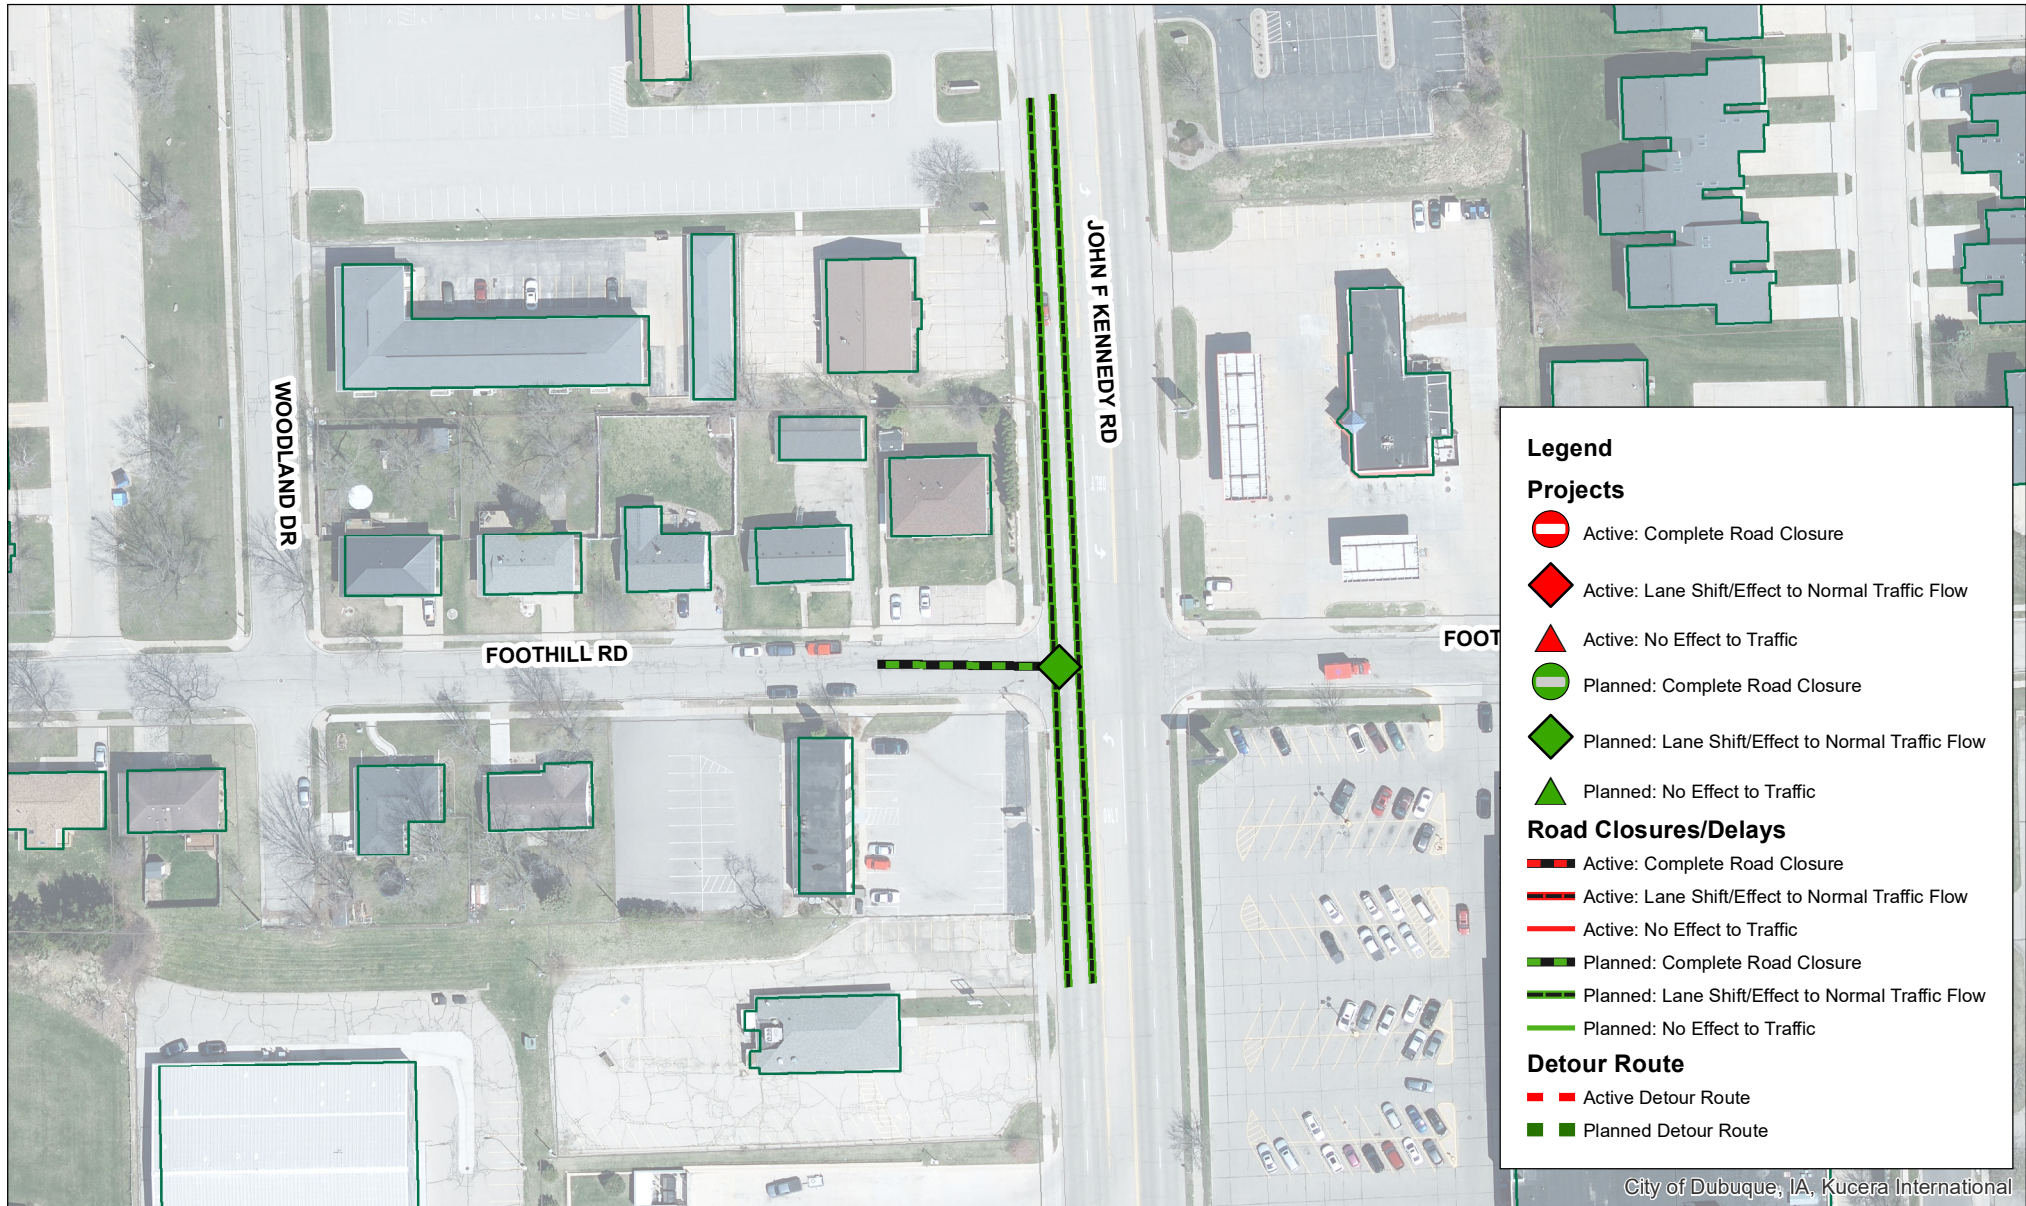 JOHN F KENNEDY RD
WOODLAND DR
FOOTHILL RD
FOOT
ONLY
Legend
Projects
Active: Complete Road Closure
Active: Lane Shift/Effect to Normal Traffic Flow
Active: No Effect to Traffic
Planned: Complete Road Closure
Planned: Lane Shift/Effect to Normal Traffic Flow
Planned: No Effect to Traffic
Road Closures/Delays
Active: Complete Road Closure
Active: Lane Shift/Effect to Normal Traffic Flow
Active: No Effect to Traffic
Planned: Complete Road Closure
Planned: Lane Shift/Effect to Normal Traffic Flow
Planned: No Effect to Traffic
Detour Route
Active Detour Route
Planned Detour Route
City of Dubuque, IA, Kucera International